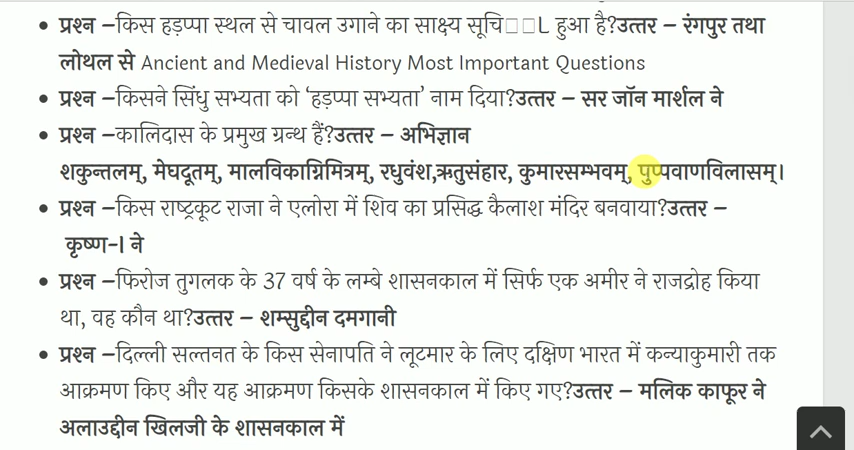 प्रश्न –किस हड़प्पा स्थल से चावल उगाने का साक्ष्य सूचि□□L हुआ है?उत्तर – रंगपुर तथा
लोथल से Ancient and Medieval History Most Important Questions
प्रश्न –किसने सिंधु सभ्यता को ‘हड़प्पा सभ्यता’ नाम दिया?उत्तर – सर जॉन मार्शल ने
प्रश्न –कालिदास के प्रमुख ग्रन्थ हैं?उत्तर – अभिज्ञान
शकुन्तलम्, मेघदूतम्, मालविकाग्निमित्रम्, रधुवंश,ऋतुसंहार, कुमारसम्भवम्, पुष्पवाणविलासम्।
प्रश्न –किस राष्ट्रकूट राजा ने एलोरा में शिव का प्रसिद्ध कैलाश मंदिर बनवाया?उत्तर –
कृष्ण-I ने
प्रश्न –फिरोज तुगलक के 37 वर्ष के लम्बे शासनकाल में सिर्फ एक अमीर ने राजद्रोह किया
था, वह कौन था?उत्तर – शम्सुद्दीन दमगानी
प्रश्न –दिल्ली सल्तनत के किस सेनापति ने लूटमार के लिए दक्षिण भारत में कन्याकुमारी तक
आक्रमण किए और यह आक्रमण किसके शासनकाल में किए गए?उत्तर – मलिक काफूर ने
अलाउद्दीन खिलजी के शासनकाल में